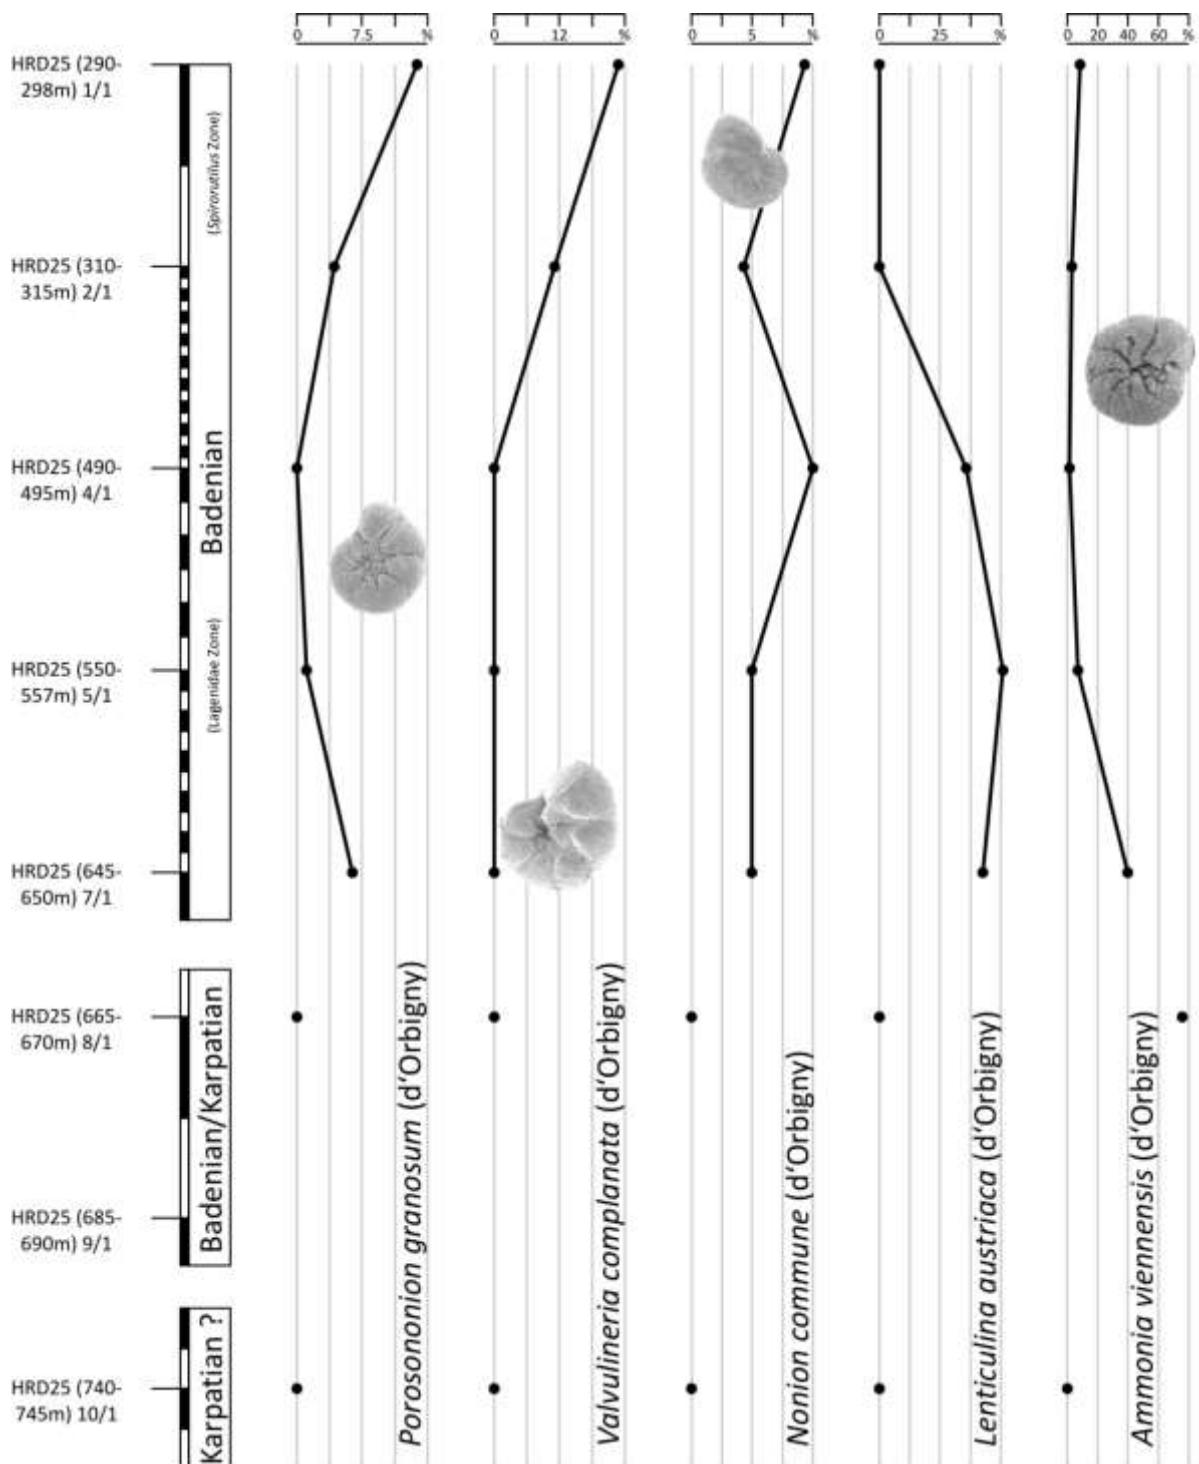 0 7.5 %
0 12 %
0 5 %
0 25 %
0 20 40 60 %
HRD25 (290-
298m) 1/1
HRD25 (310-
315m) 2/1
HRD25 (490-
495m) 4/1
HRD25 (550-
557m) 5/1
HRD25 (645-
650m) 7/1
HRD25 (665-
670m) 8/1
HRD25 (685-
690m) 9/1
HRD25 (740-
745m) 10/1
(Spirorutilus Zone)
Badenian
(Lagenidae Zone)
Badenian/Karpatian
Karpatian ?
Porosononion granosum (d'Orbigny)
Valvulineria complanata (d'Orbigny)
Nonion commune (d'Orbigny)
Lenticulina austriaca (d'Orbigny)
Ammonia viennensis (d'Orbigny)